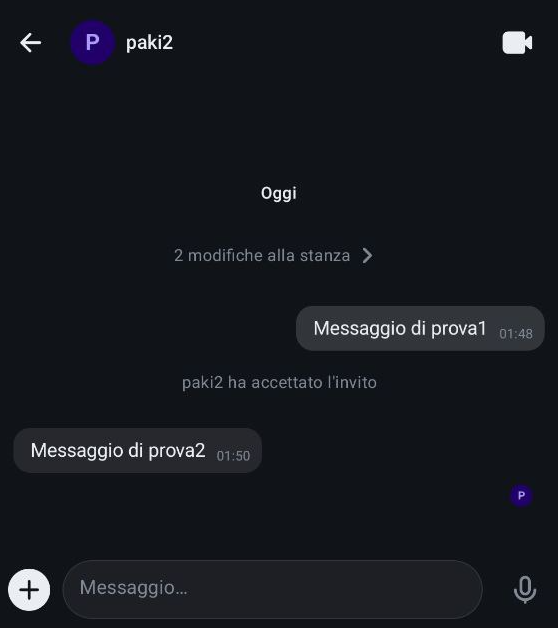 P
paki2
Oggi
2 modifiche alla stanza
Messaggio di prova1 01:48
paki2 ha accettato l'invito
Messaggio di prova2 01:50
P
Messaggio…